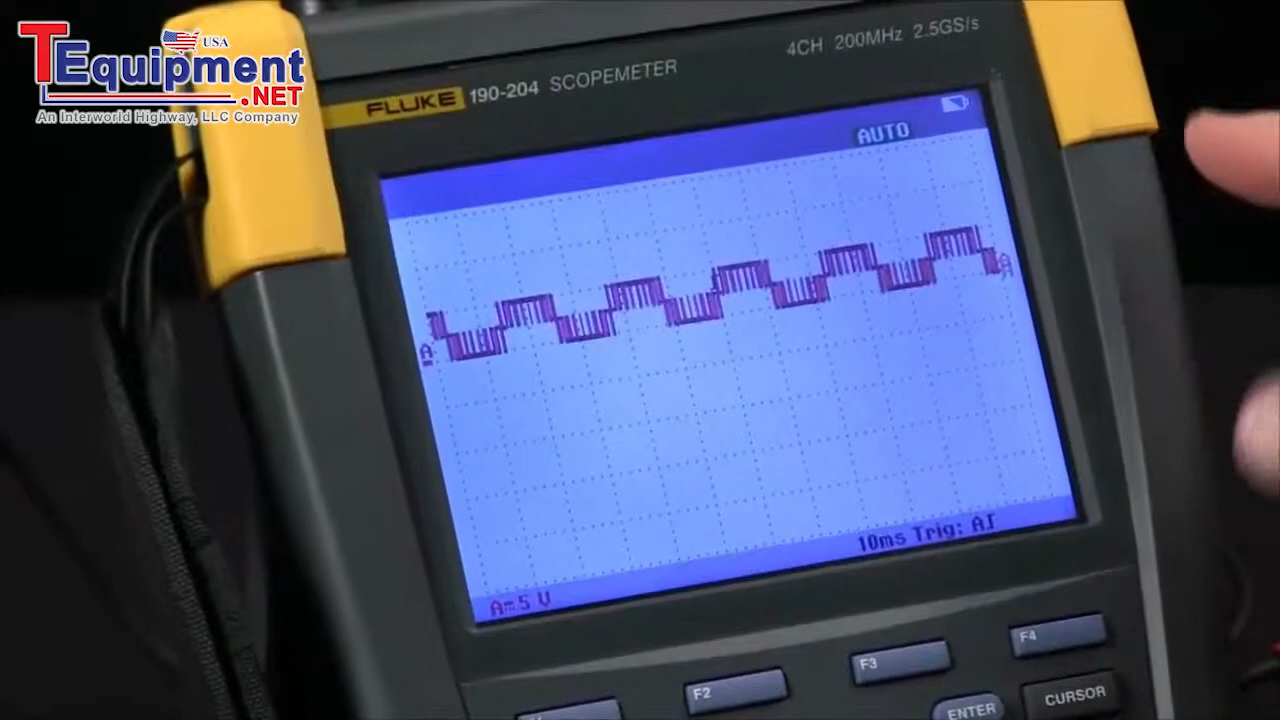 TEquipment
USA
.NET
An Interworld Highway, LLC Company
FLUKE 190-204 SCOPEMETER
4CH 200MHz 2.5GS/s
AUTO
A
A
10ms Trig: A
A 5 V
F2
F3
F4
ENTER
CURSOR